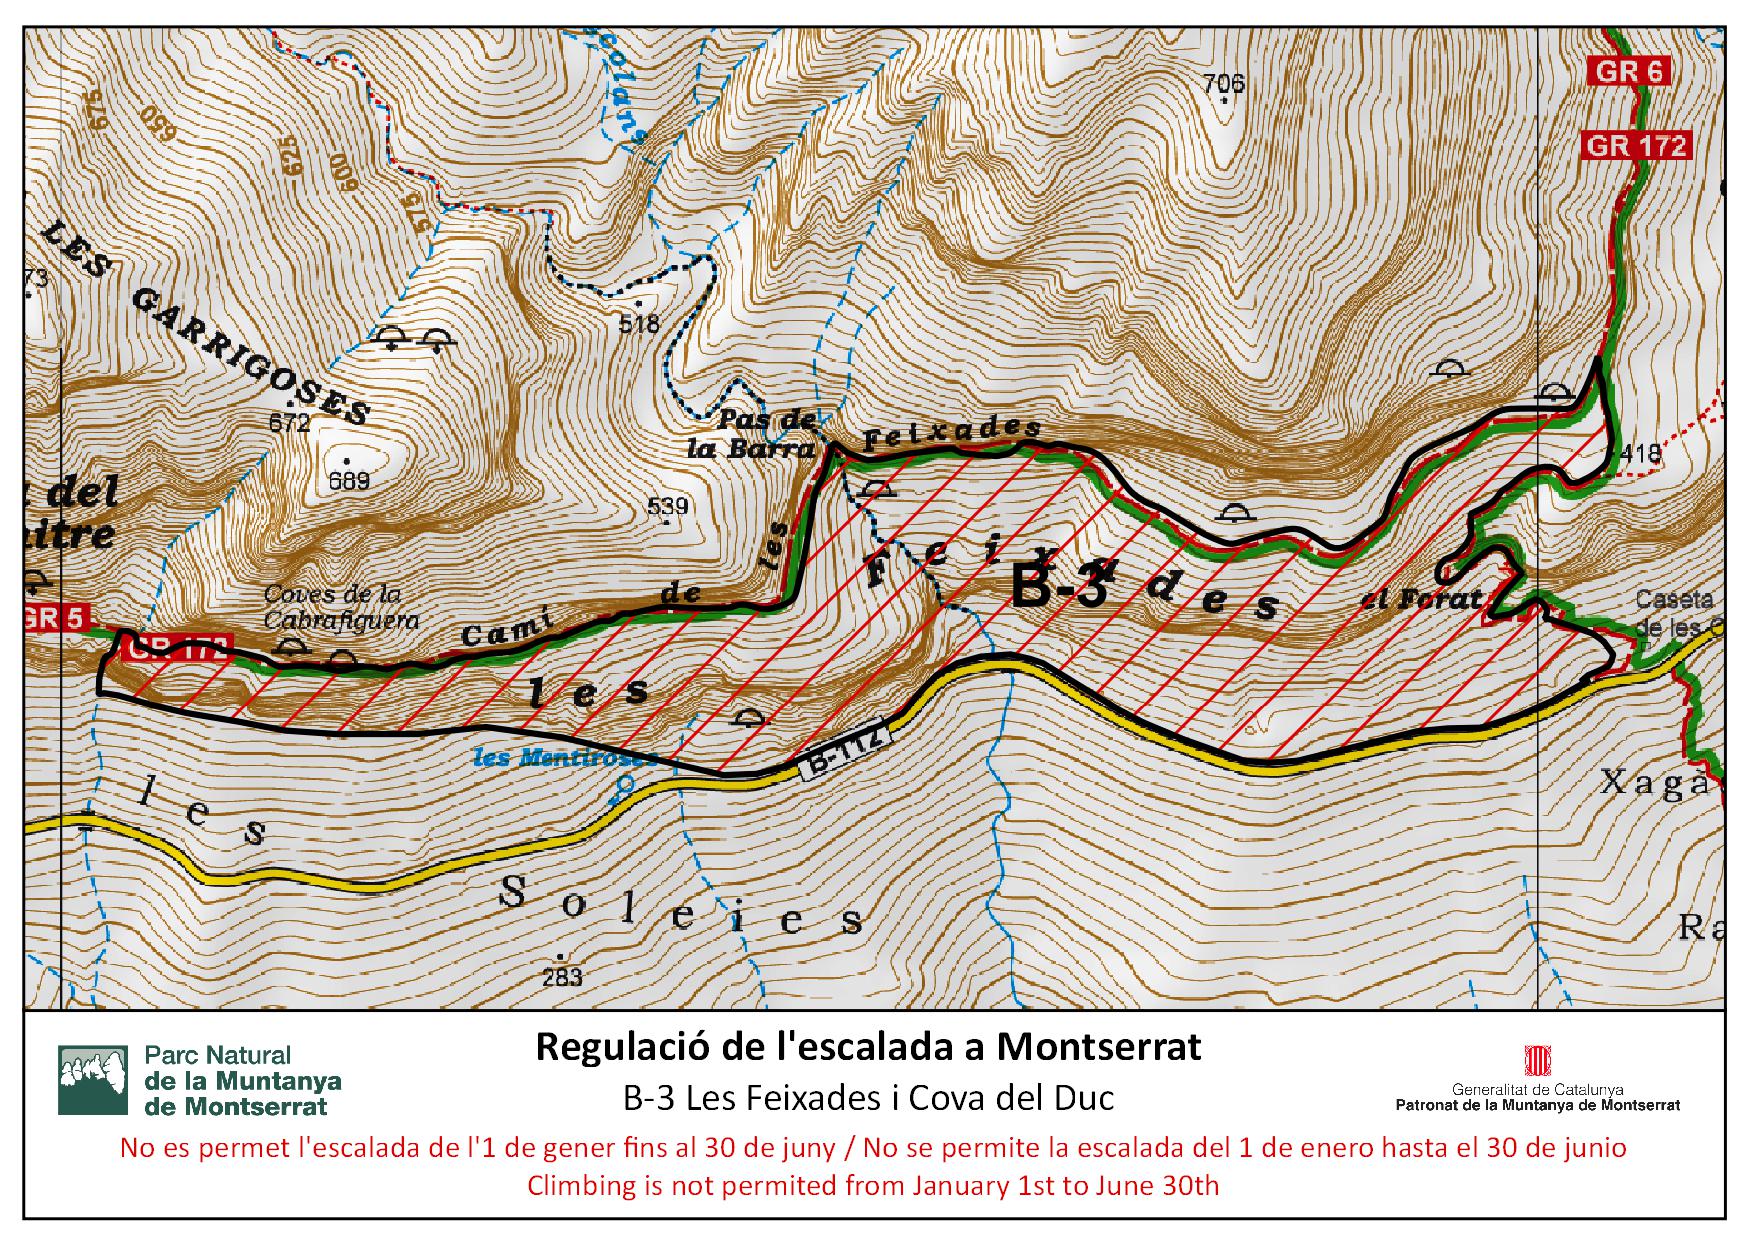 colans
706
GR 6
GR 172
675
650
625
600
575
LES GARRIGOSES
73
518
672
689
539
418
Pas de
la Barra
Feixades
del
GR 5
GR 172
Coves de la
Cabrafiguera
Camí de les
Feixades
B-3
el Forat
Caseta
de les
les
les Mentiroses
B-112
les
Soleies
283
Xaga
Ra
Parc Natural
de la Muntanya
de Montserrat
Regulació de l'escalada a Montserrat
B-3 Les Feixades i Cova del Duc
Generalitat de Catalunya
Patronat de la Muntanya de Montserrat
No es permet l'escalada de l'1 de gener fins al 30 de juny / No se permite la escalada del 1 de enero hasta el 30 de junio
Climbing is not permited from January 1st to June 30th